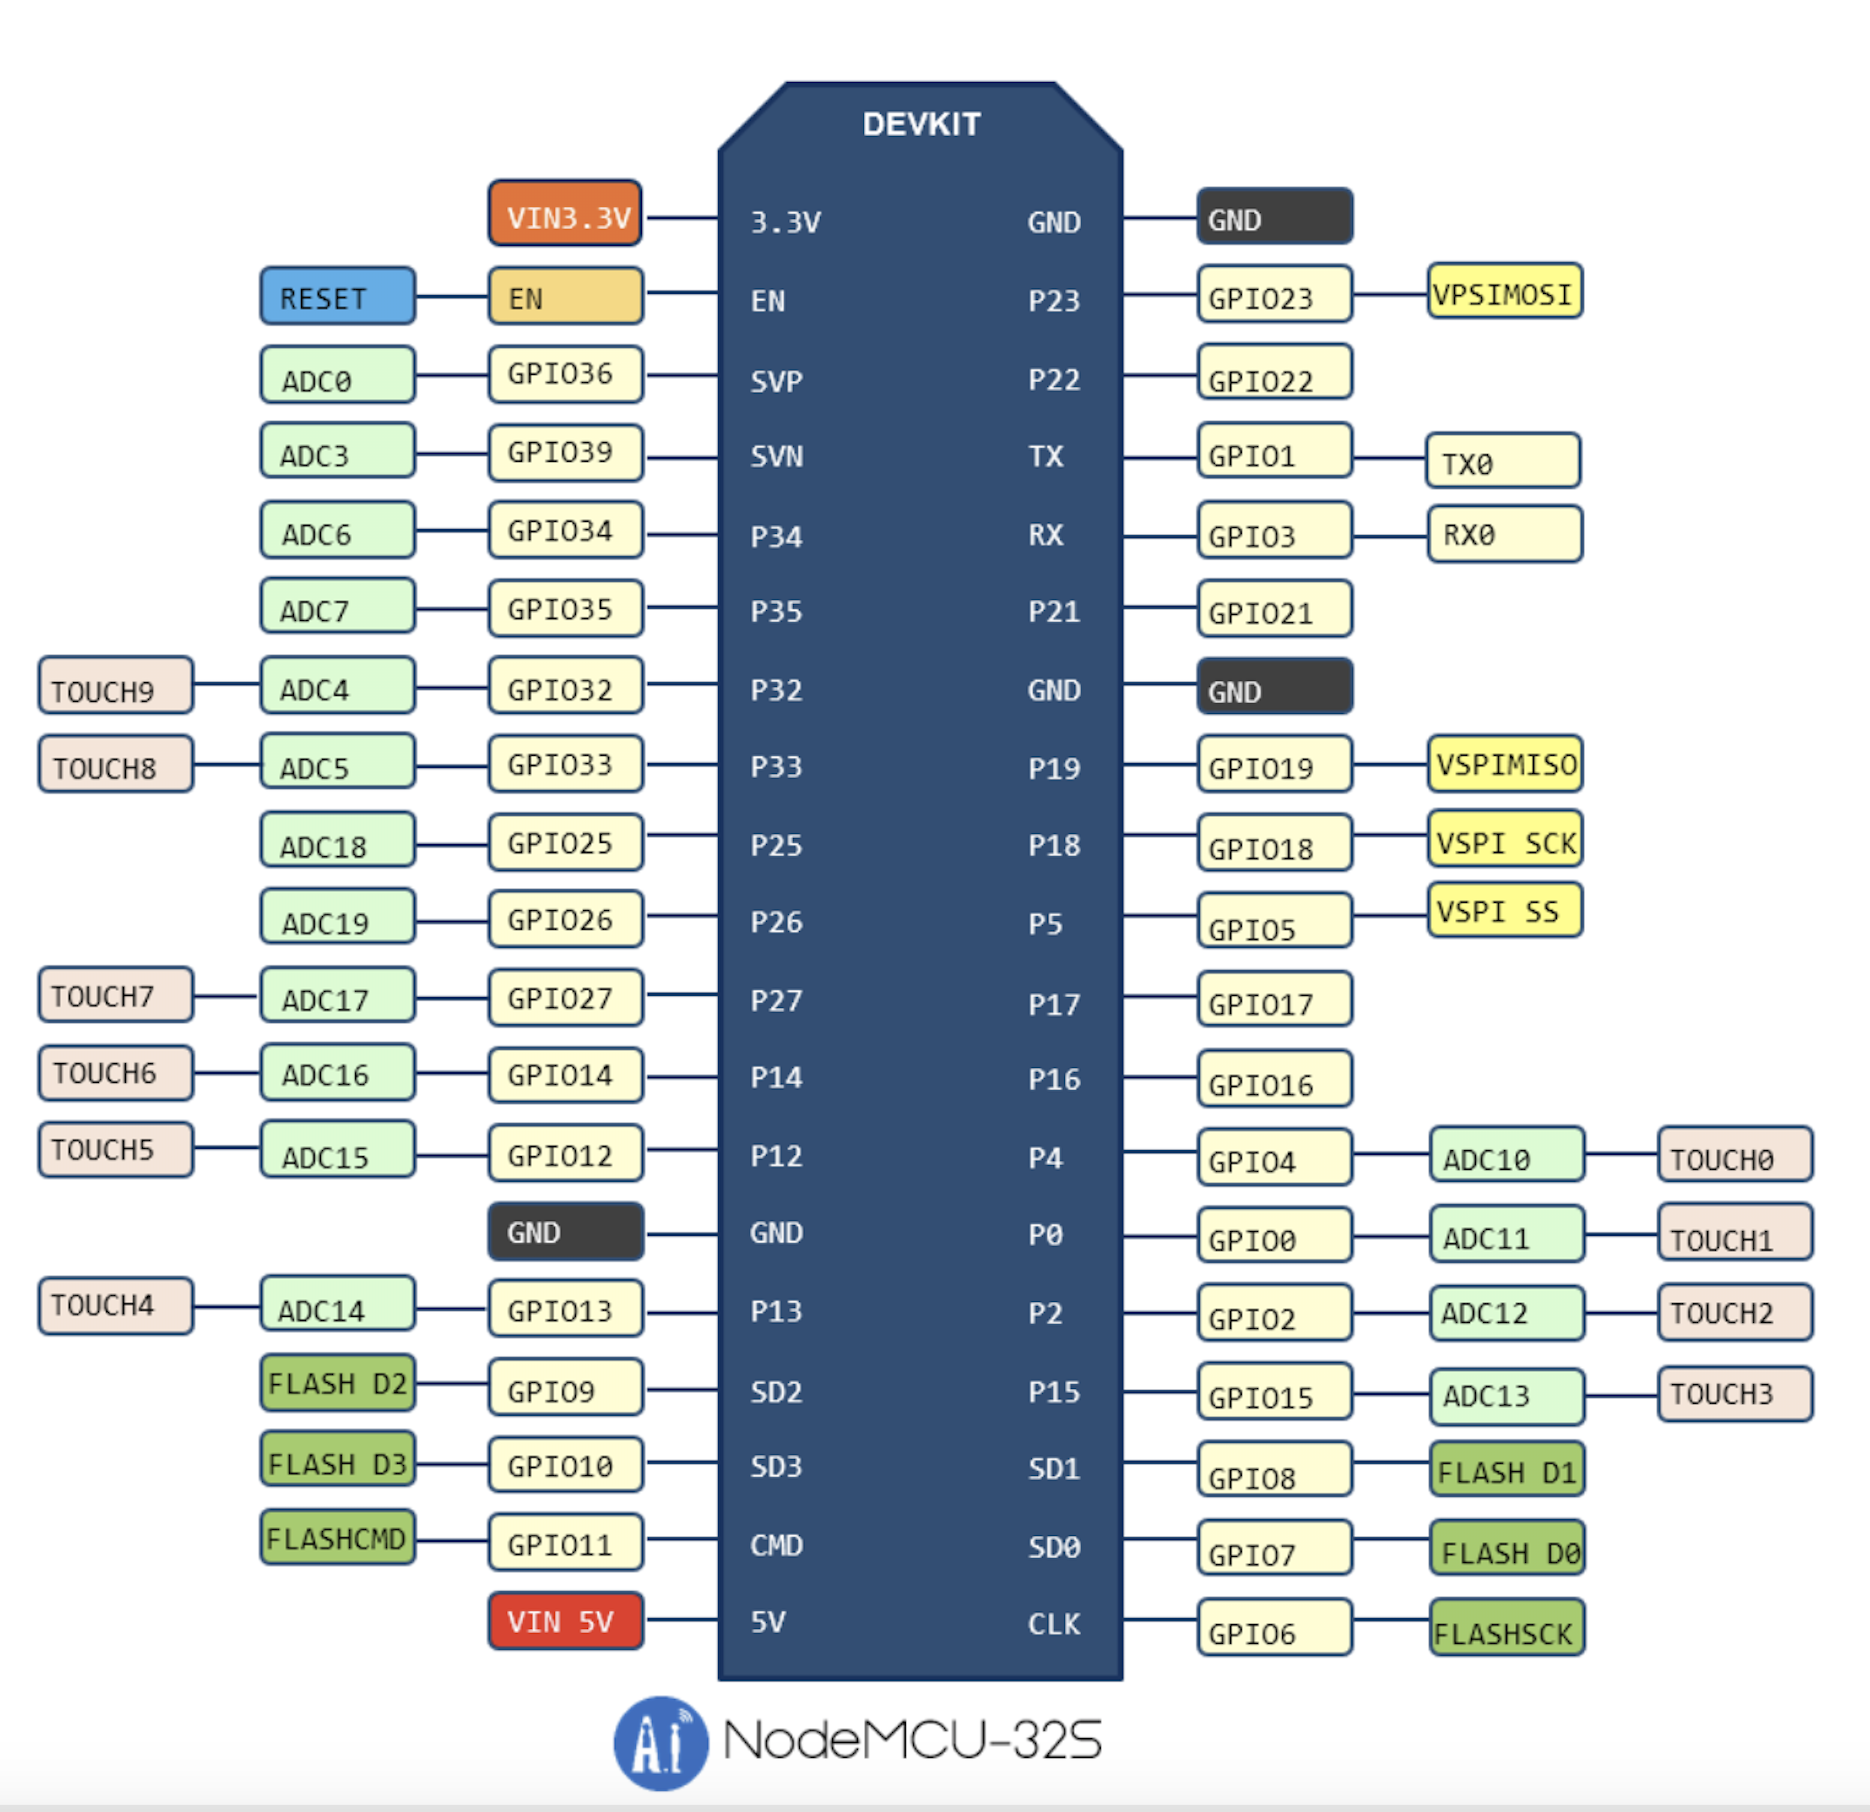 DEVKIT
VIN3.3V 3.3V GND GND
RESET EN EN P23 GPIO23 VPSIMOSI
ADC0 GPIO36 SVP P22 GPIO22
ADC3 GPIO39 SVN TX GPIO1 TX0
ADC6 GPIO34 P34 RX GPIO3 RX0
ADC7 GPIO35 P35 P21 GPIO21
TOUCH9 ADC4 GPIO32 P32 GND GND
TOUCH8 ADC5 GPIO33 P33 P19 GPIO19 VSPIMISO
ADC18 GPIO25 P25 P18 GPIO18 VSPI SCK
ADC19 GPIO26 P26 P5 GPIO5 VSPI SS
TOUCH7 ADC17 GPIO27 P27 P17 GPIO17
TOUCH6 ADC16 GPIO14 P14 P16 GPIO16
TOUCH5 ADC15 GPIO12 P12 P4 GPIO4 ADC10 TOUCH0
GND GND P0 GPIO0 ADC11 TOUCH1
TOUCH4 ADC14 GPIO13 P13 P2 GPIO2 ADC12 TOUCH2
FLASH D2 GPIO9 SD2 P15 GPIO15 ADC13 TOUCH3
FLASH D3 GPIO10 SD3 SD1 GPIO8 FLASH D1
FLASHCMD GPIO11 CMD SD0 GPIO7 FLASH D0
VIN 5V 5V CLK GPIO6 FLASHSCK
Ai NodeMCU-32S